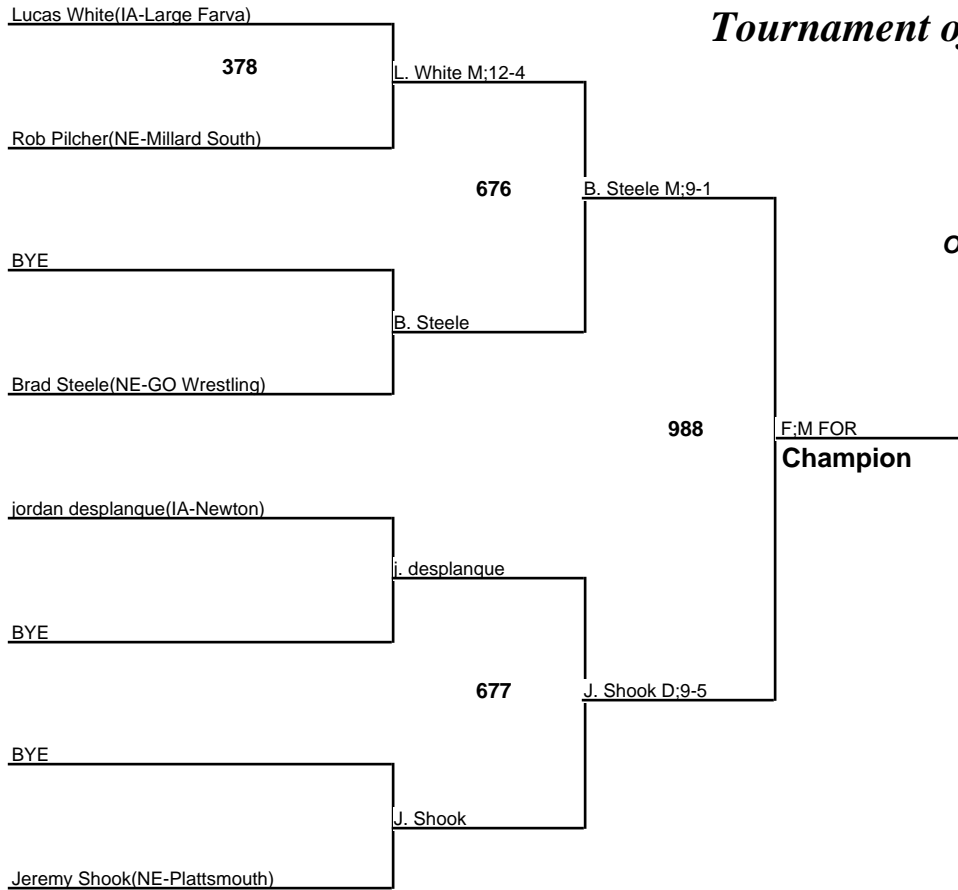 Lucas White(IA-Large Farva)
Tournament o
378
L. White M;12-4
Rob Pilcher(NE-Millard South)
676
B. Steele M;9-1
O
BYE
B. Steele
Brad Steele(NE-GO Wrestling)
988
F;M FOR
Champion
jordan desplanque(IA-Newton)
j. desplanque
BYE
677
J. Shook D;9-5
BYE
J. Shook
Jeremy Shook(NE-Plattsmouth)